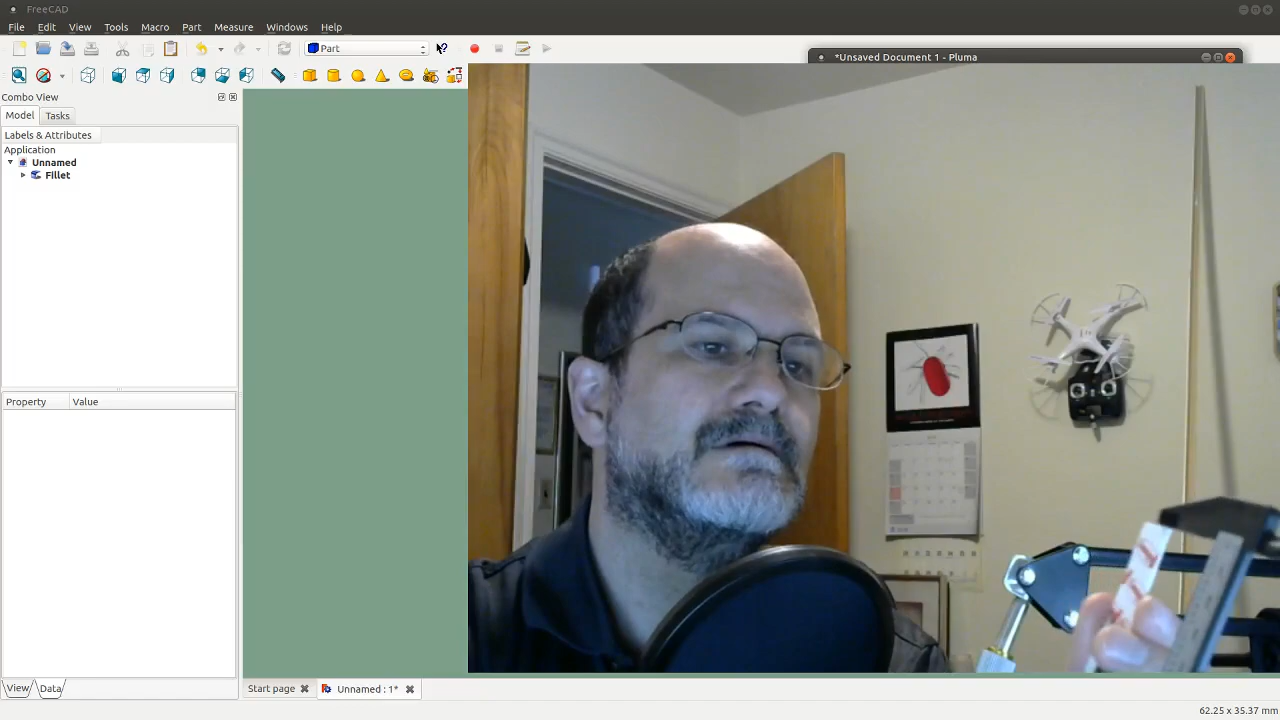 FreeCAD
File Edit View Tools Macro Part Measure Windows Help
Part
*Unsaved Document 1 - Pluma
Combo View
Model Tasks
Labels & Attributes
Application
Unnamed
Fillet
Property Value
View Data
Start page Unnamed : 1*
62.25 x 35.37 mm